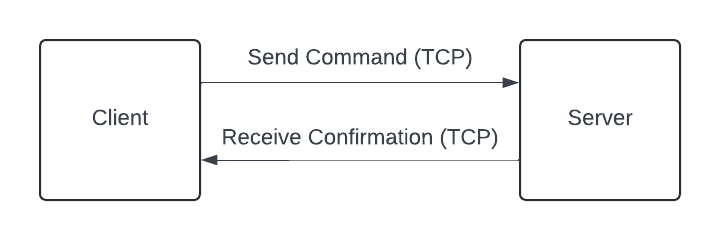 Send Command (TCP)
Client
Server
Receive Confirmation (TCP)